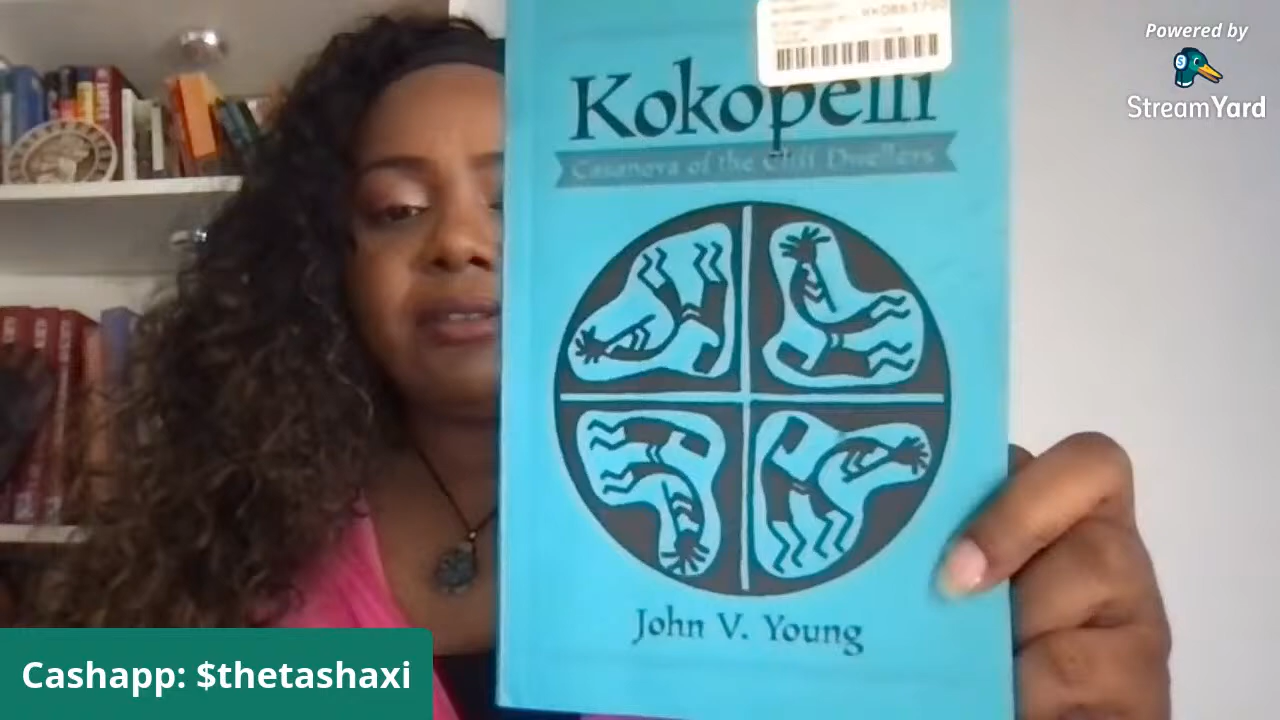 Powered by
StreamYard
Kokopelli
Casanova of the Cliff Dwellers
John V. Young
Cashapp: $thetashaxi